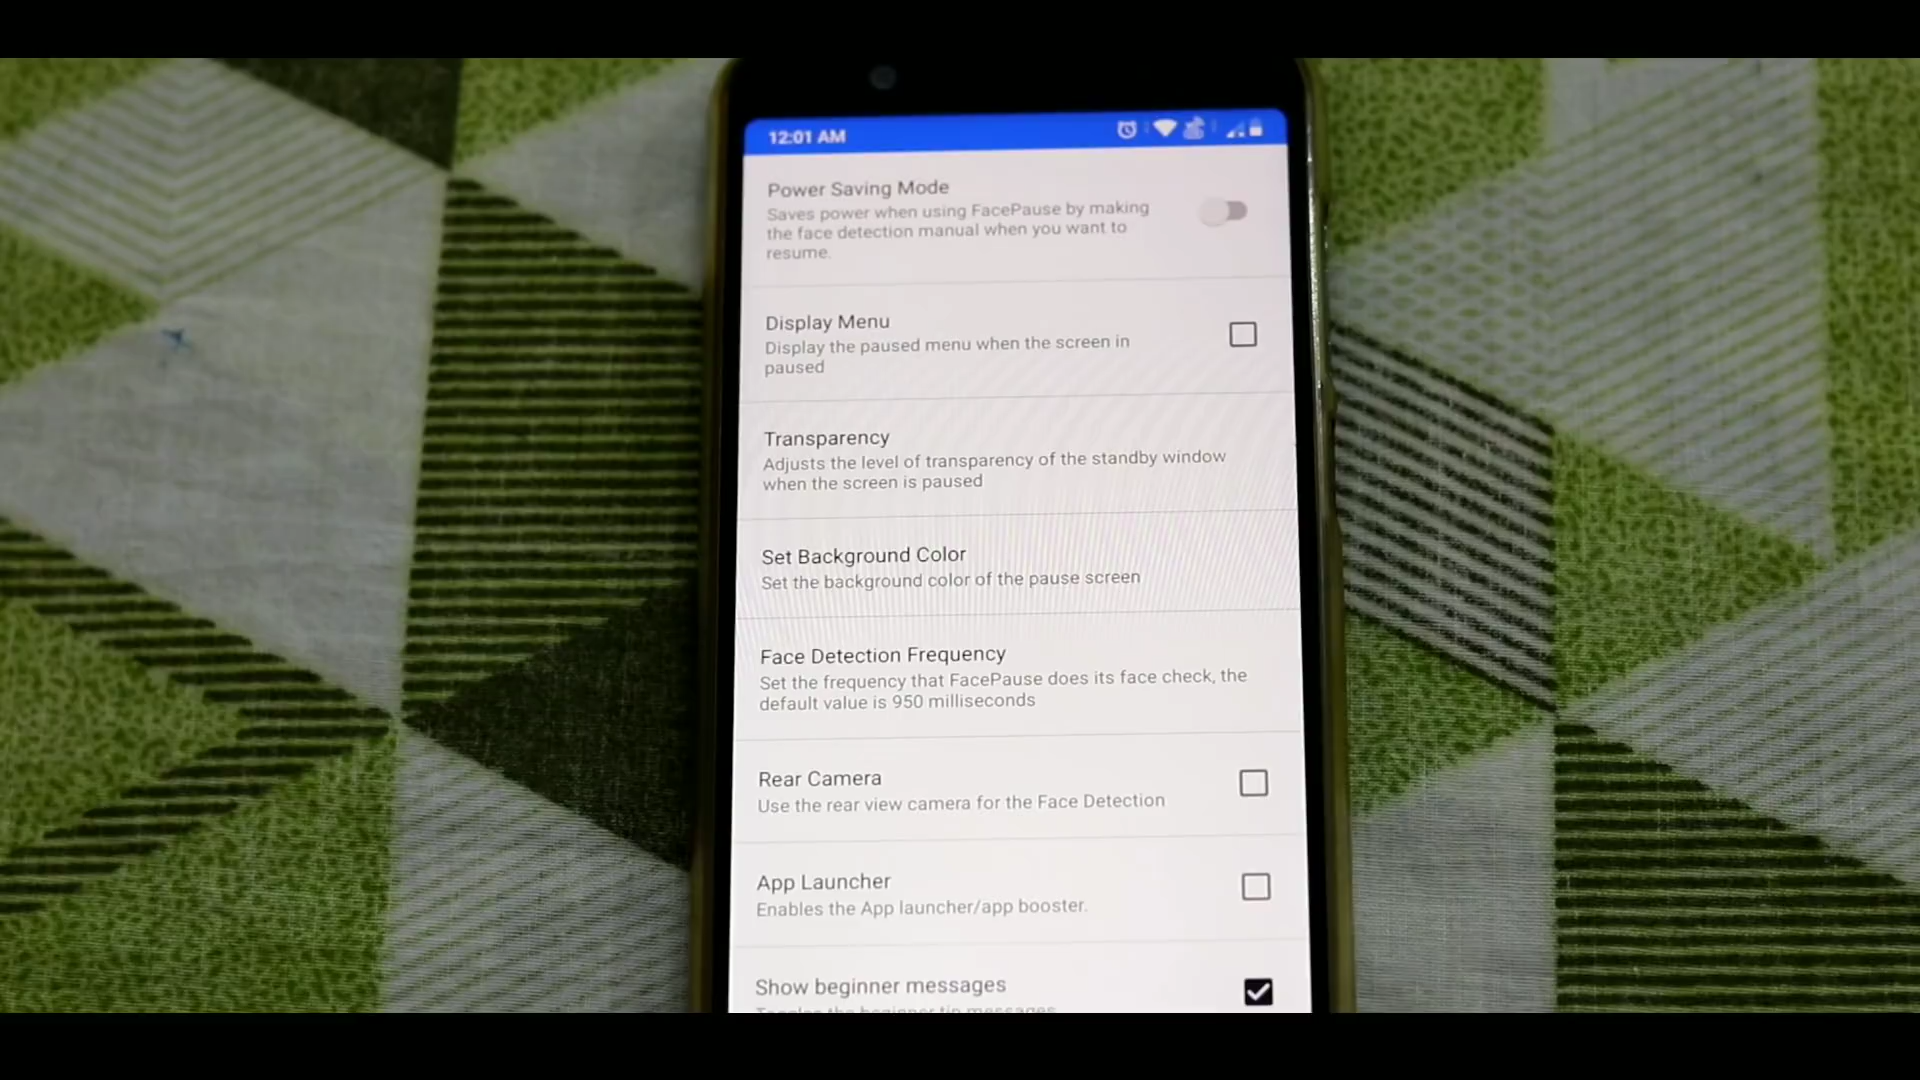 12:01 AM
Power Saving Mode
Saves power when using FacePause by making
the face detection manual when you want to
resume.
Display Menu
Display the paused menu when the screen in
paused
Transparency
Adjusts the level of transparency of the standby window
when the screen is paused
Set Background Color
Set the background color of the pause screen
Face Detection Frequency
Set the frequency that FacePause does its face check, the
default value is 950 milliseconds
Rear Camera
Use the rear view camera for the Face Detection
App Launcher
Enables the App launcher/app booster.
Show beginner messages
Toggles the beginner tip messages